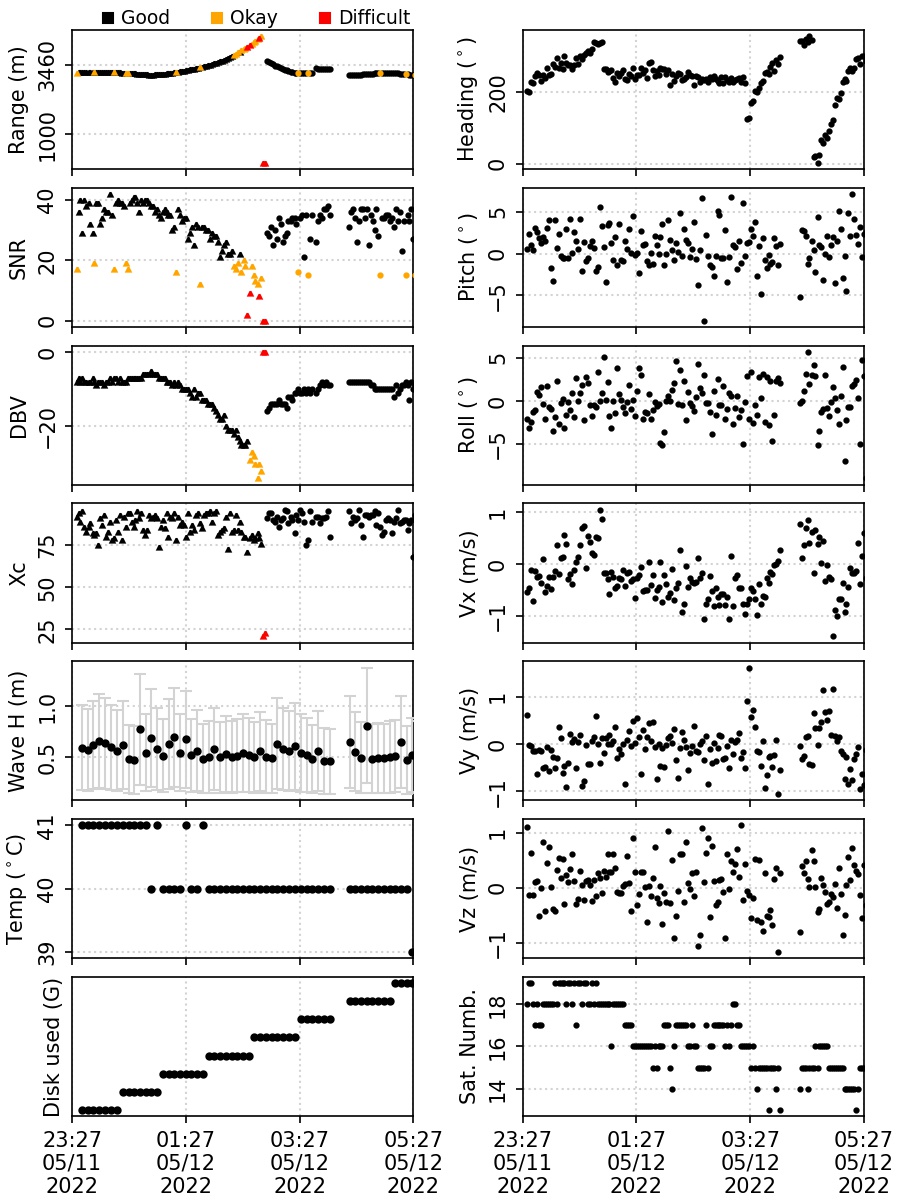 Good Okay Difficult
Range (m)
3460
1000
Heading (°)
200
0
SNR
40
20
0
Pitch (°)
5
0
−5
DBV
0
−20
Roll (°)
5
0
−5
Xc
75
50
25
Vx (m/s)
1
0
−1
Wave H (m)
1.0
0.5
Vy (m/s)
1
0
−1
Temp (°C)
41
40
39
Vz (m/s)
1
0
−1
Disk used (G)
Sat. Numb.
18
16
14
23:27 01:27 03:27 05:27
05/11 05/12 05/12 05/12
2022 2022 2022 2022
23:27 01:27 03:27 05:27
05/11 05/12 05/12 05/12
2022 2022 2022 2022